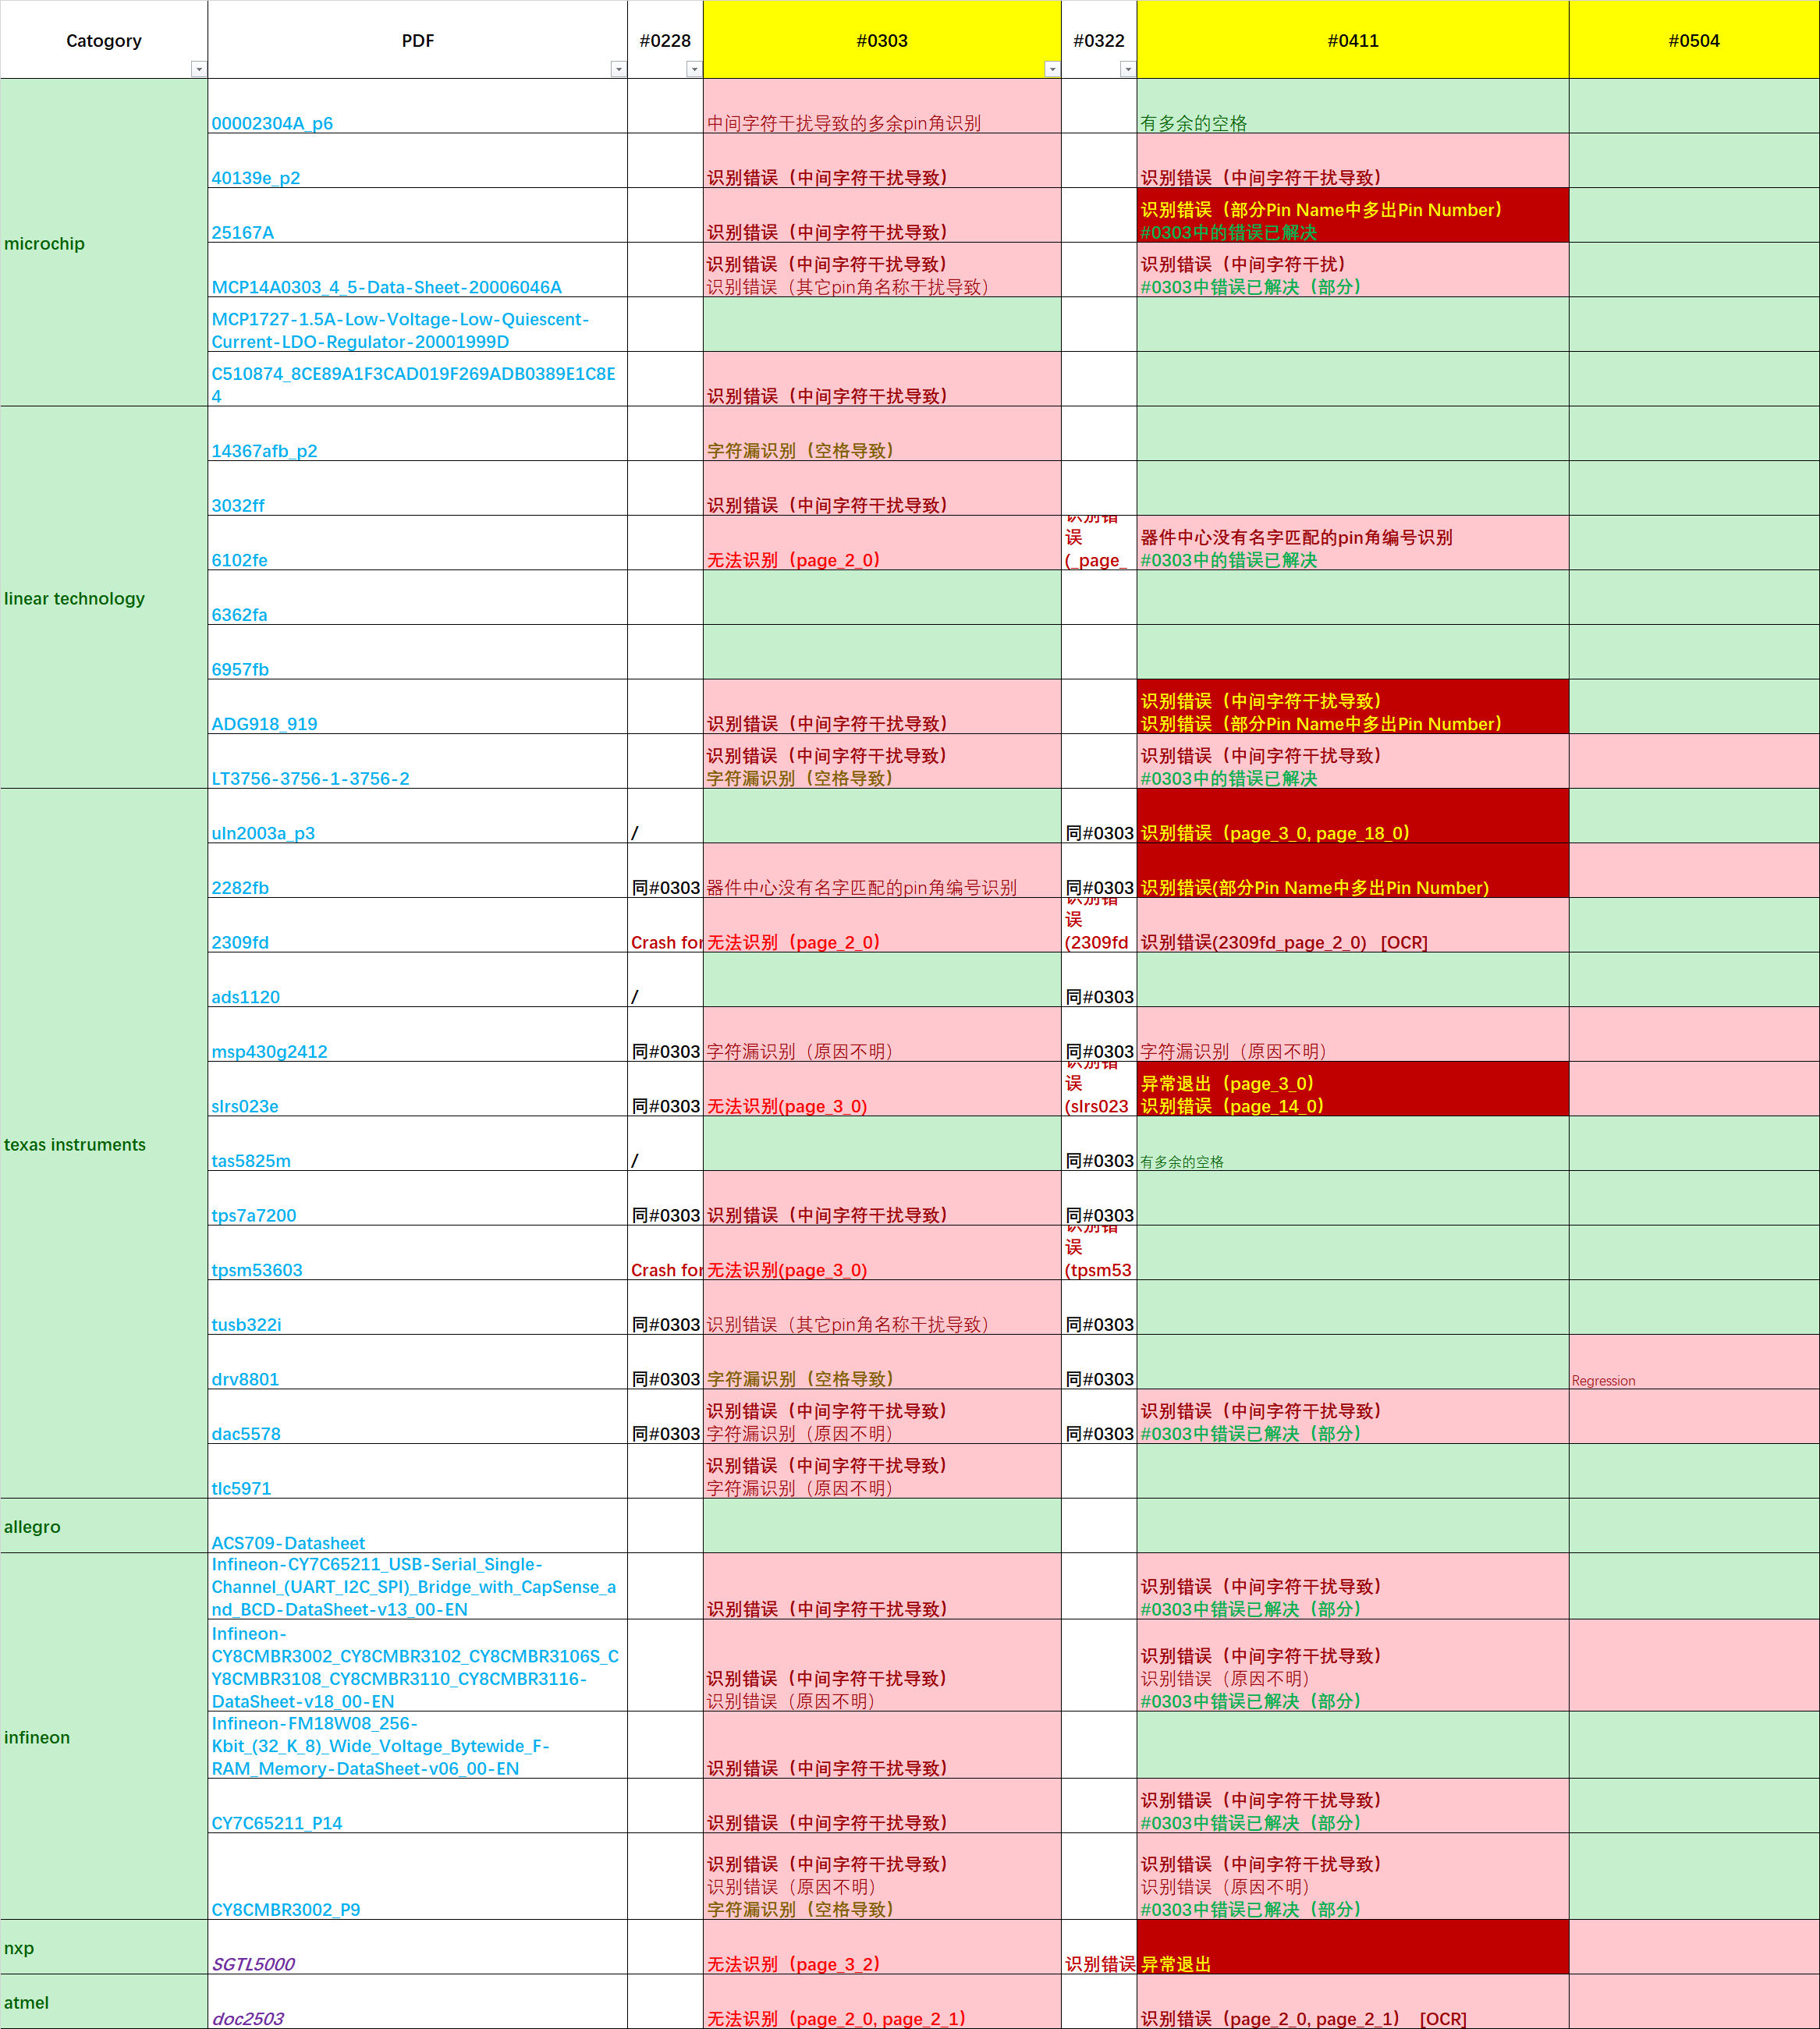 Catogory PDF #0228 #0303 #0322 #0411 #0504
microchip
00002304A_p6 中间字符干扰导致的多余pin角识别 有多余的空格
40139e_p2 识别错误（中间字符干扰导致） 识别错误（中间字符干扰导致）
25167A 识别错误（中间字符干扰导致） 识别错误（部分Pin Name中多出Pin Number）
#0303中的错误已解决
MCP14A0303_4_5-Data-Sheet-20006046A 识别错误（中间字符干扰导致） 识别错误（中间字符干扰）
识别错误（其它pin角名称干扰导致） #0303中错误已解决（部分）
MCP1727-1.5A-Low-Voltage-Low-Quiescent-
Current-LDO-Regulator-20001999D
C510874_8CE89A1F3CAD019F269ADB0389E1C8E
4 识别错误（中间字符干扰导致）
linear technology
14367afb_p2 字符漏识别（空格导致）
3032ff 识别错误（中间字符干扰导致）
6102fe 无法识别（page_2_0） 识别错
误
(_page_ 器件中心没有名字匹配的pin角编号识别
#0303中的错误已解决
6362fa
6957fb
ADG918_919 识别错误（中间字符干扰导致） 识别错误（中间字符干扰导致）
识别错误（部分Pin Name中多出Pin Number）
LT3756-3756-1-3756-2 识别错误（中间字符干扰导致） 识别错误（中间字符干扰导致）
字符漏识别（空格导致） #0303中的错误已解决
texas instruments
uln2003a_p3 / 同#0303 识别错误（page_3_0, page_18_0）
2282fb 同#0303 器件中心没有名字匹配的pin角编号识别 同#0303 识别错误(部分Pin Name中多出Pin Number)
2309fd Crash for 无法识别（page_2_0） 识别错
误
(2309fd 识别错误(2309fd_page_2_0) [OCR]
ads1120 / 同#0303
msp430g2412 同#0303 字符漏识别（原因不明） 同#0303 字符漏识别（原因不明）
slrs023e 同#0303 无法识别(page_3_0) 识别错
误
(slrs023 异常退出（page_3_0）
识别错误（page_14_0）
tas5825m / 同#0303 有多余的空格
tps7a7200 同#0303 识别错误（中间字符干扰导致） 同#0303
tpsm53603 Crash for 无法识别(page_3_0) 识别错
误
(tpsm53
tusb322i 同#0303 识别错误（其它pin角名称干扰导致） 同#0303
drv8801 同#0303 字符漏识别（空格导致） 同#0303 Regression
dac5578 同#0303 识别错误（中间字符干扰导致） 同#0303 识别错误（中间字符干扰导致）
字符漏识别（原因不明） #0303中错误已解决（部分）
tlc5971 识别错误（中间字符干扰导致）
字符漏识别（原因不明）
allegro
ACS709-Datasheet
infineon
Infineon-CY7C65211_USB-Serial_Single-
Channel_(UART_I2C_SPI)_Bridge_with_CapSense_a
nd_BCD-DataSheet-v13_00-EN 识别错误（中间字符干扰导致） 识别错误（中间字符干扰导致）
#0303中错误已解决（部分）
Infineon-
CY8CMBR3002_CY8CMBR3102_CY8CMBR3106S_C
Y8CMBR3108_CY8CMBR3110_CY8CMBR3116-
DataSheet-v18_00-EN 识别错误（中间字符干扰导致） 识别错误（中间字符干扰导致）
识别错误（原因不明） 识别错误（原因不明）
#0303中错误已解决（部分）
Infineon-FM18W08_256-
Kbit_(32_K_8)_Wide_Voltage_Bytewide_F-
RAM_Memory-DataSheet-v06_00-EN 识别错误（中间字符干扰导致）
CY7C65211_P14 识别错误（中间字符干扰导致） 识别错误（中间字符干扰导致）
#0303中错误已解决（部分）
CY8CMBR3002_P9 识别错误（中间字符干扰导致） 识别错误（中间字符干扰导致）
识别错误（原因不明） 识别错误（原因不明）
字符漏识别（空格导致） #0303中错误已解决（部分）
nxp
SGTL5000 无法识别（page_3_2） 识别错误 异常退出
atmel
doc2503 无法识别（page_2_0, page_2_1） 识别错误（page_2_0, page_2_1） [OCR]